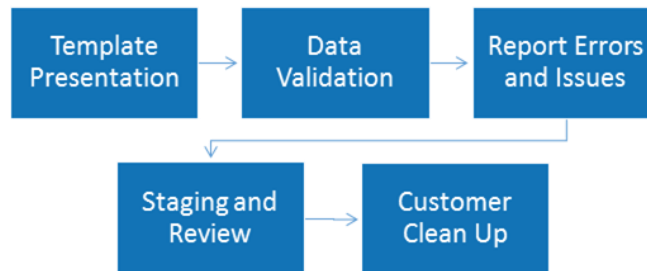 Template
Presentation
Data
Validation
Report Errors
and Issues
Staging and
Review
Customer
Clean Up